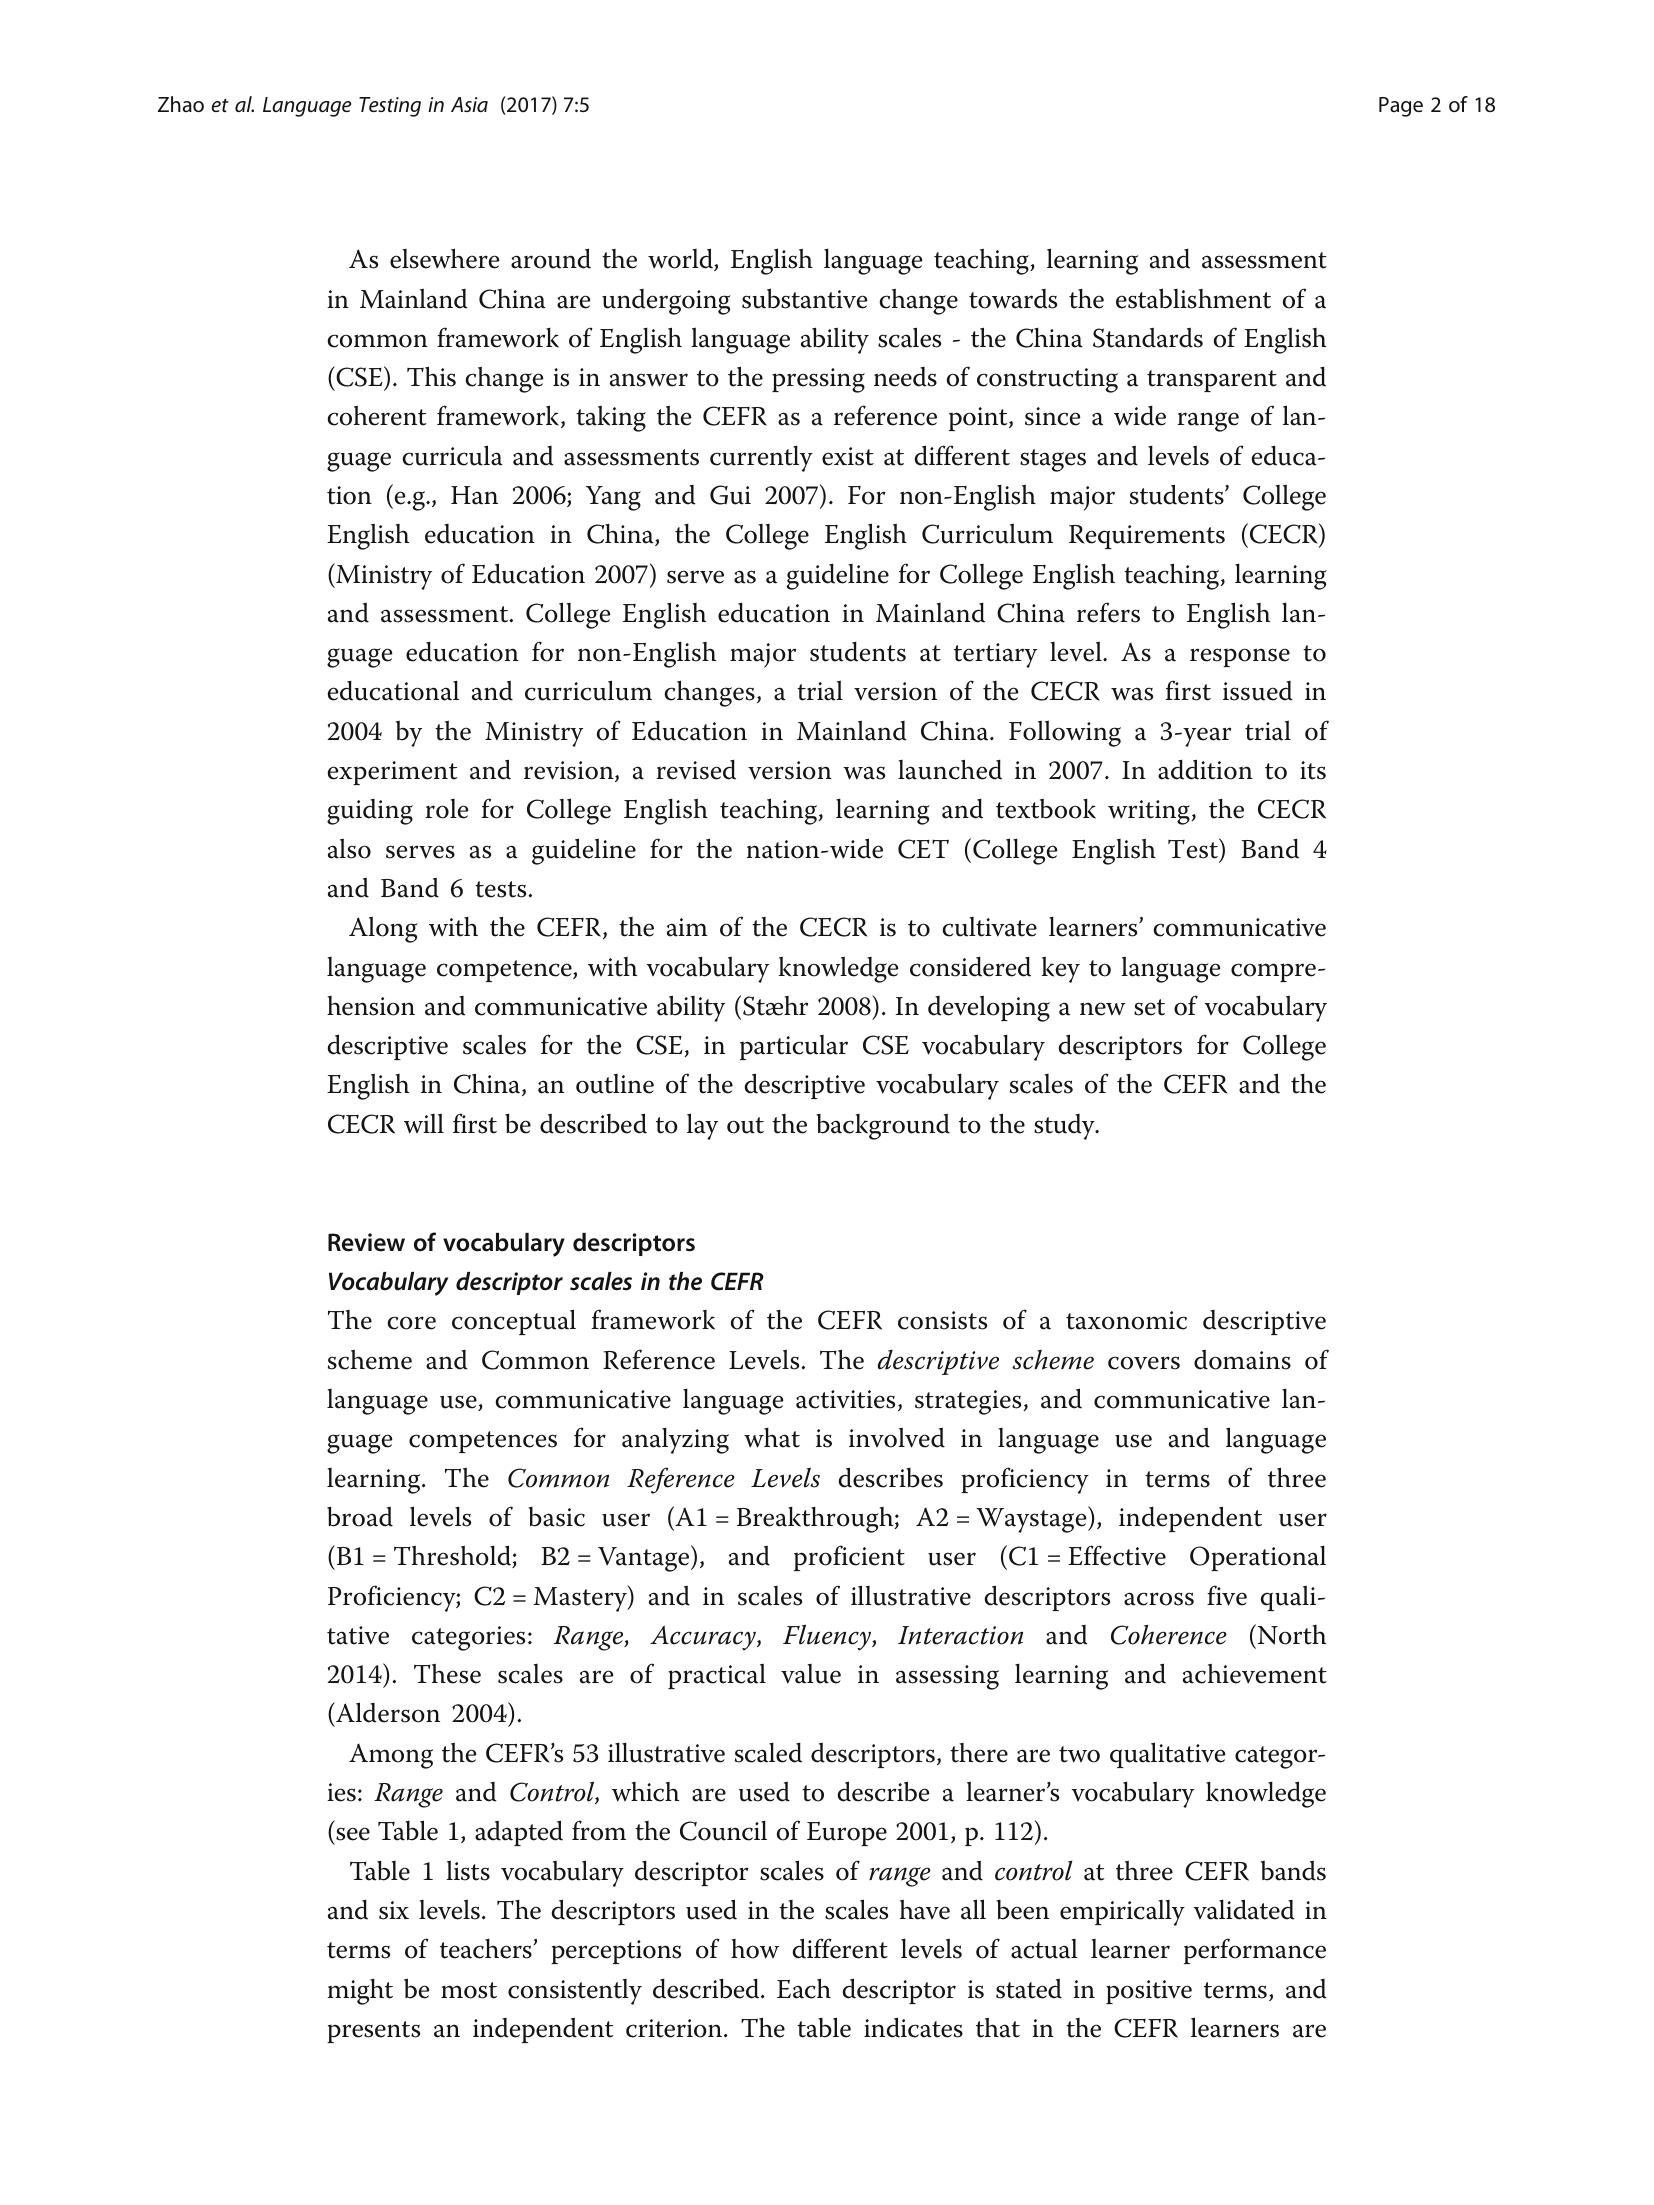 Zhao et al. Language Testing in Asia (2017) 7:5
Page 2 of 18
As elsewhere around the world, English language teaching, learning and assessment
in Mainland China are undergoing substantive change towards the establishment of a
common framework of English language ability scales - the China Standards of English
(CSE). This change is in answer to the pressing needs of constructing a transparent and
coherent framework, taking the CEFR as a reference point, since a wide range of lan-
guage curricula and assessments currently exist at different stages and levels of educa-
tion (e.g., Han 2006; Yang and Gui 2007). For non-English major students’ College
English education in China, the College English Curriculum Requirements (CECR)
(Ministry of Education 2007) serve as a guideline for College English teaching, learning
and assessment. College English education in Mainland China refers to English lan-
guage education for non-English major students at tertiary level. As a response to
educational and curriculum changes, a trial version of the CECR was first issued in
2004 by the Ministry of Education in Mainland China. Following a 3-year trial of
experiment and revision, a revised version was launched in 2007. In addition to its
guiding role for College English teaching, learning and textbook writing, the CECR
also serves as a guideline for the nation-wide CET (College English Test) Band 4
and Band 6 tests.
Along with the CEFR, the aim of the CECR is to cultivate learners’ communicative
language competence, with vocabulary knowledge considered key to language compre-
hension and communicative ability (Stæhr 2008). In developing a new set of vocabulary
descriptive scales for the CSE, in particular CSE vocabulary descriptors for College
English in China, an outline of the descriptive vocabulary scales of the CEFR and the
CECR will first be described to lay out the background to the study.
Review of vocabulary descriptors
Vocabulary descriptor scales in the CEFR
The core conceptual framework of the CEFR consists of a taxonomic descriptive
scheme and Common Reference Levels. The descriptive scheme covers domains of
language use, communicative language activities, strategies, and communicative lan-
guage competences for analyzing what is involved in language use and language
learning. The Common Reference Levels describes proficiency in terms of three
broad levels of basic user (A1 = Breakthrough; A2 = Waystage), independent user
(B1 = Threshold; B2 = Vantage), and proficient user (C1 = Effective Operational
Proficiency; C2 = Mastery) and in scales of illustrative descriptors across five quali-
tative categories: Range, Accuracy, Fluency, Interaction and Coherence (North
2014). These scales are of practical value in assessing learning and achievement
(Alderson 2004).
Among the CEFR’s 53 illustrative scaled descriptors, there are two qualitative categor-
ies: Range and Control, which are used to describe a learner’s vocabulary knowledge
(see Table 1, adapted from the Council of Europe 2001, p. 112).
Table 1 lists vocabulary descriptor scales of range and control at three CEFR bands
and six levels. The descriptors used in the scales have all been empirically validated in
terms of teachers’ perceptions of how different levels of actual learner performance
might be most consistently described. Each descriptor is stated in positive terms, and
presents an independent criterion. The table indicates that in the CEFR learners are